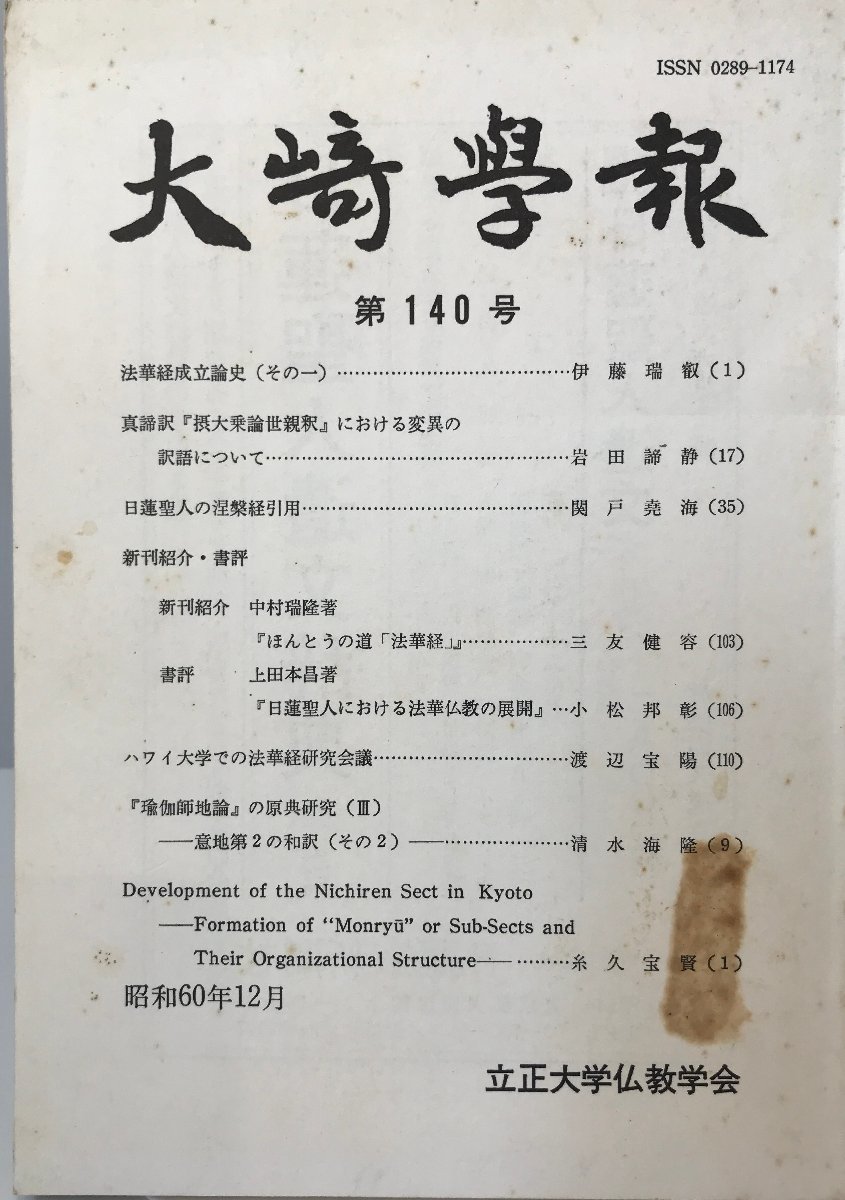 ISSN 0289-1174
大﨑學報
第140号
法華経成立論史（その一）…………………………………伊藤瑞叡（1）
真諦訳『摂大乗論世親釈』における変異の
訳語について……………………………………………岩田諦静（17）
日蓮聖人の涅槃経引用………………………………………関戸堯海（35）
新刊紹介・書評
新刊紹介　中村瑞隆著
『ほんとうの道「法華経」』………………三友健容（103）
書評　上田本昌著
『日蓮聖人における法華仏教の展開』…小松邦彰（106）
ハワイ大学での法華経研究会議……………………………渡辺宝陽（110）
『瑜伽師地論』の原典研究（Ⅲ）
――意地第2の和訳（その2）――…………………清水海隆（9）
Development of the Nichiren Sect in Kyoto
――Formation of “Monryū” or Sub-Sects and
Their Organizational Structure――………糸久宝賢（1）
昭和60年12月
立正大学仏教学会